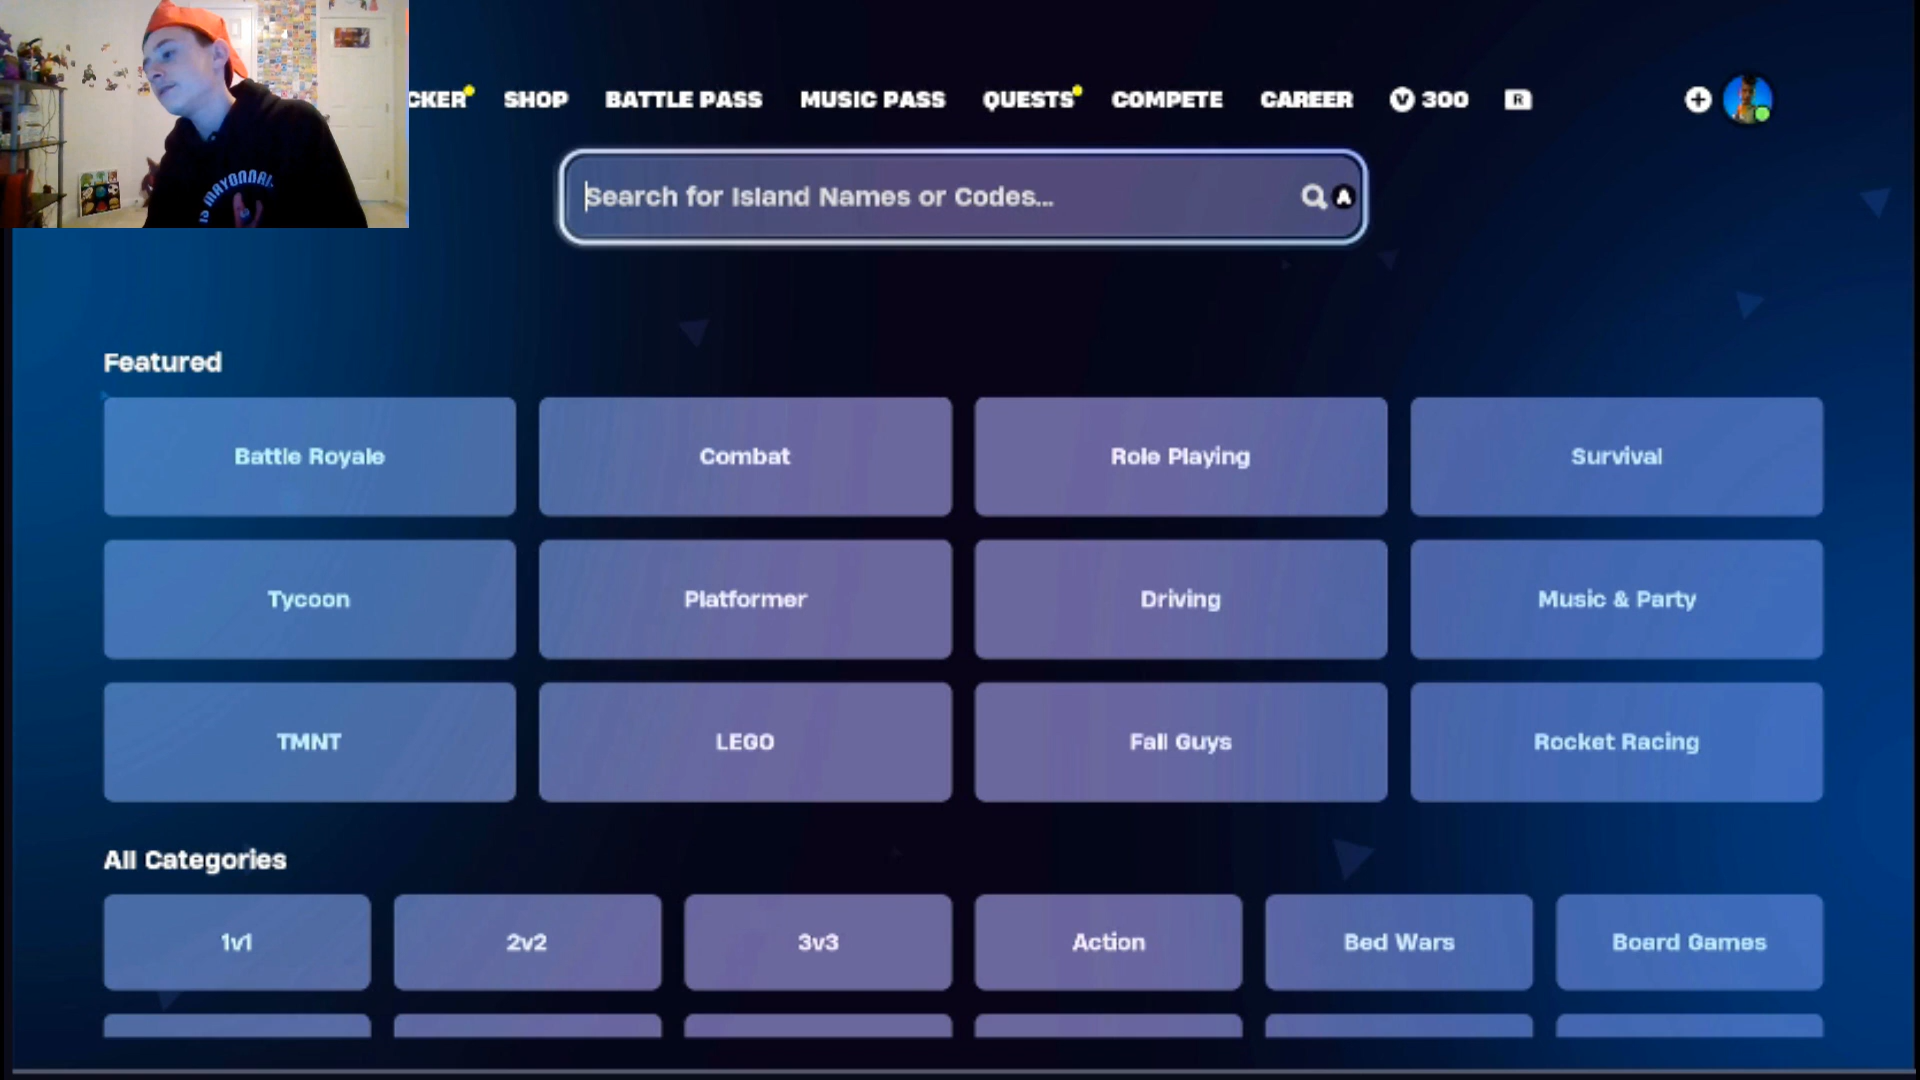 CKER SHOP BATTLE PASS MUSIC PASS QUESTS COMPETE CAREER V 300 R
Search for Island Names or Codes... A
Featured
Battle Royale Combat Role Playing Survival
Tycoon Platformer Driving Music & Party
TMNT LEGO Fall Guys Rocket Racing
All Categories
1v1 2v2 3v3 Action Bed Wars Board Games
IS MAYONNAI